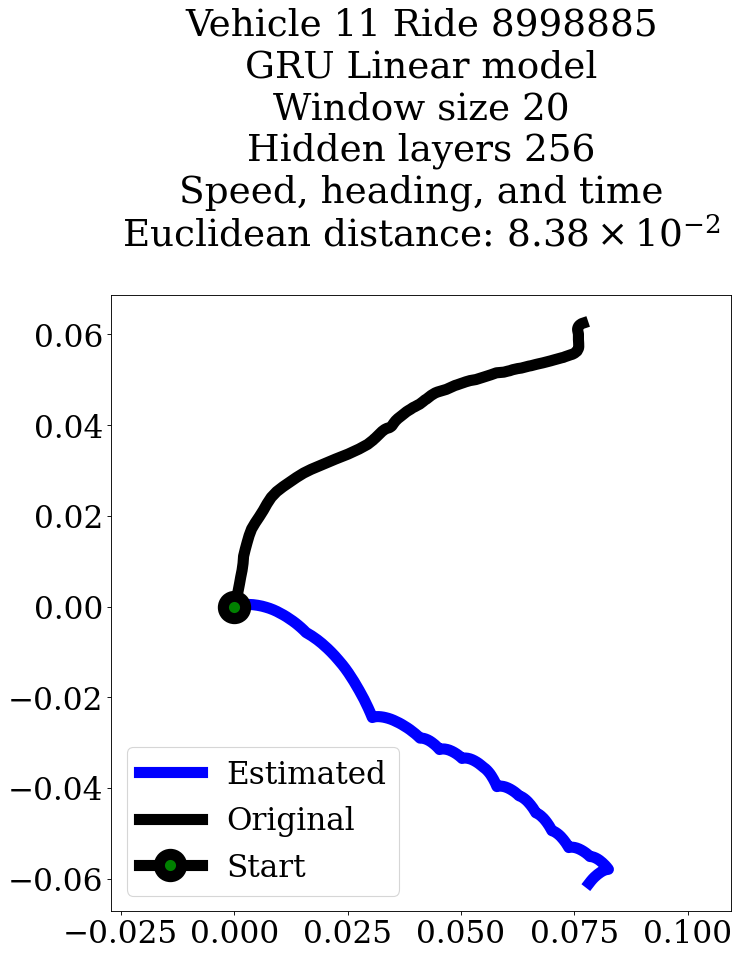 Vehicle 11 Ride 8998885
GRU Linear model
Window size 20
Hidden layers 256
Speed, heading, and time
Euclidean distance: 8.38 × 10⁻²
0.06
0.04
0.02
0.00
−0.02
−0.04
−0.06
Estimated
Original
Start
−0.025 0.000 0.025 0.050 0.075 0.100